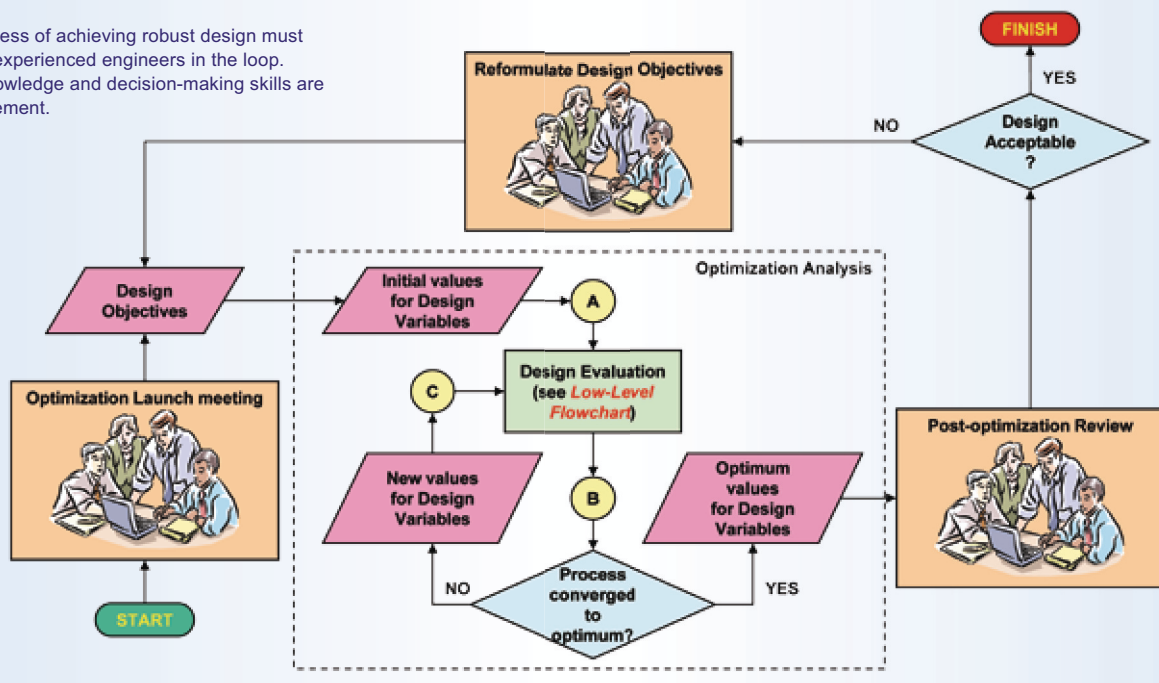 ess of achieving robust design must
experienced engineers in the loop.
owledge and decision-making skills are
ement.
FINISH
YES
Reformulate Design Objectives
NO
Design
Acceptable
?
Optimization Analysis
Design
Objectives
Initial values
for Design
Variables
A
Optimization Launch meeting
C
Design Evaluation
(see Low-Level
Flowchart)
Post-optimization Review
New values
for Design
Variables
B
Optimum
values
for Design
Variables
NO
Process
converged
to
optimum?
YES
START